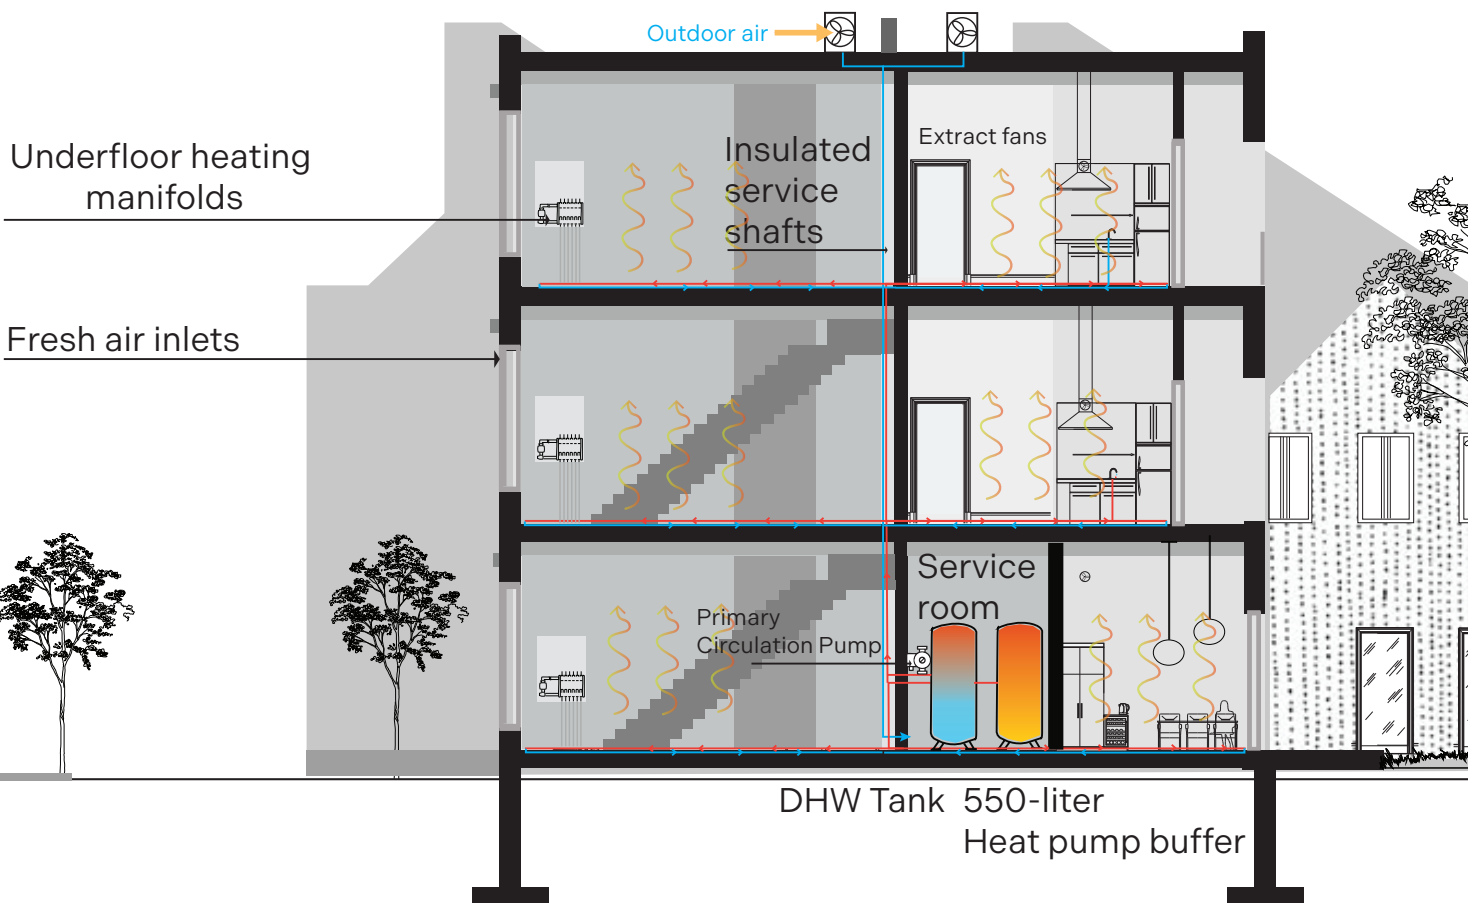 Outdoor air
Underfloor heating
manifolds
Insulated
service
shafts
Extract fans
Fresh air inlets
Service
room
Primary
Circulation Pump
DHW Tank
550-liter
Heat pump buffer